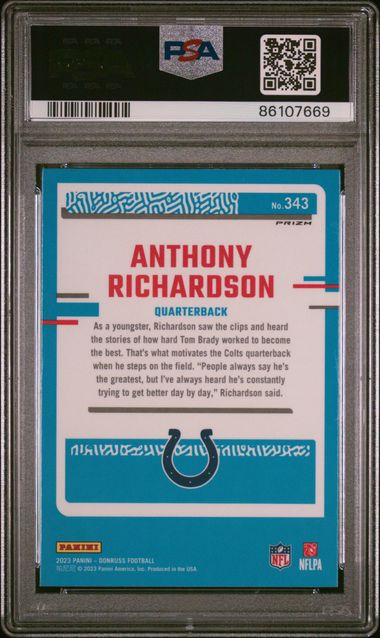 PSA
86107669
No. 343
PRIZM
ANTHONY
RICHARDSON
QUARTERBACK
As a youngster, Richardson saw the clips and heard
the stories of how hard Tom Brady worked to become
the best. That's what motivates the Colts quarterback
when he steps on the field. “People always say he's
the greatest, but I've always heard he's constantly
trying to get better day by day,” Richardson said.
PANINI
2023 PANINI – DONRUSS FOOTBALL
© 2023 Panini America, Inc. Produced in the USA
NFL
NFLPA